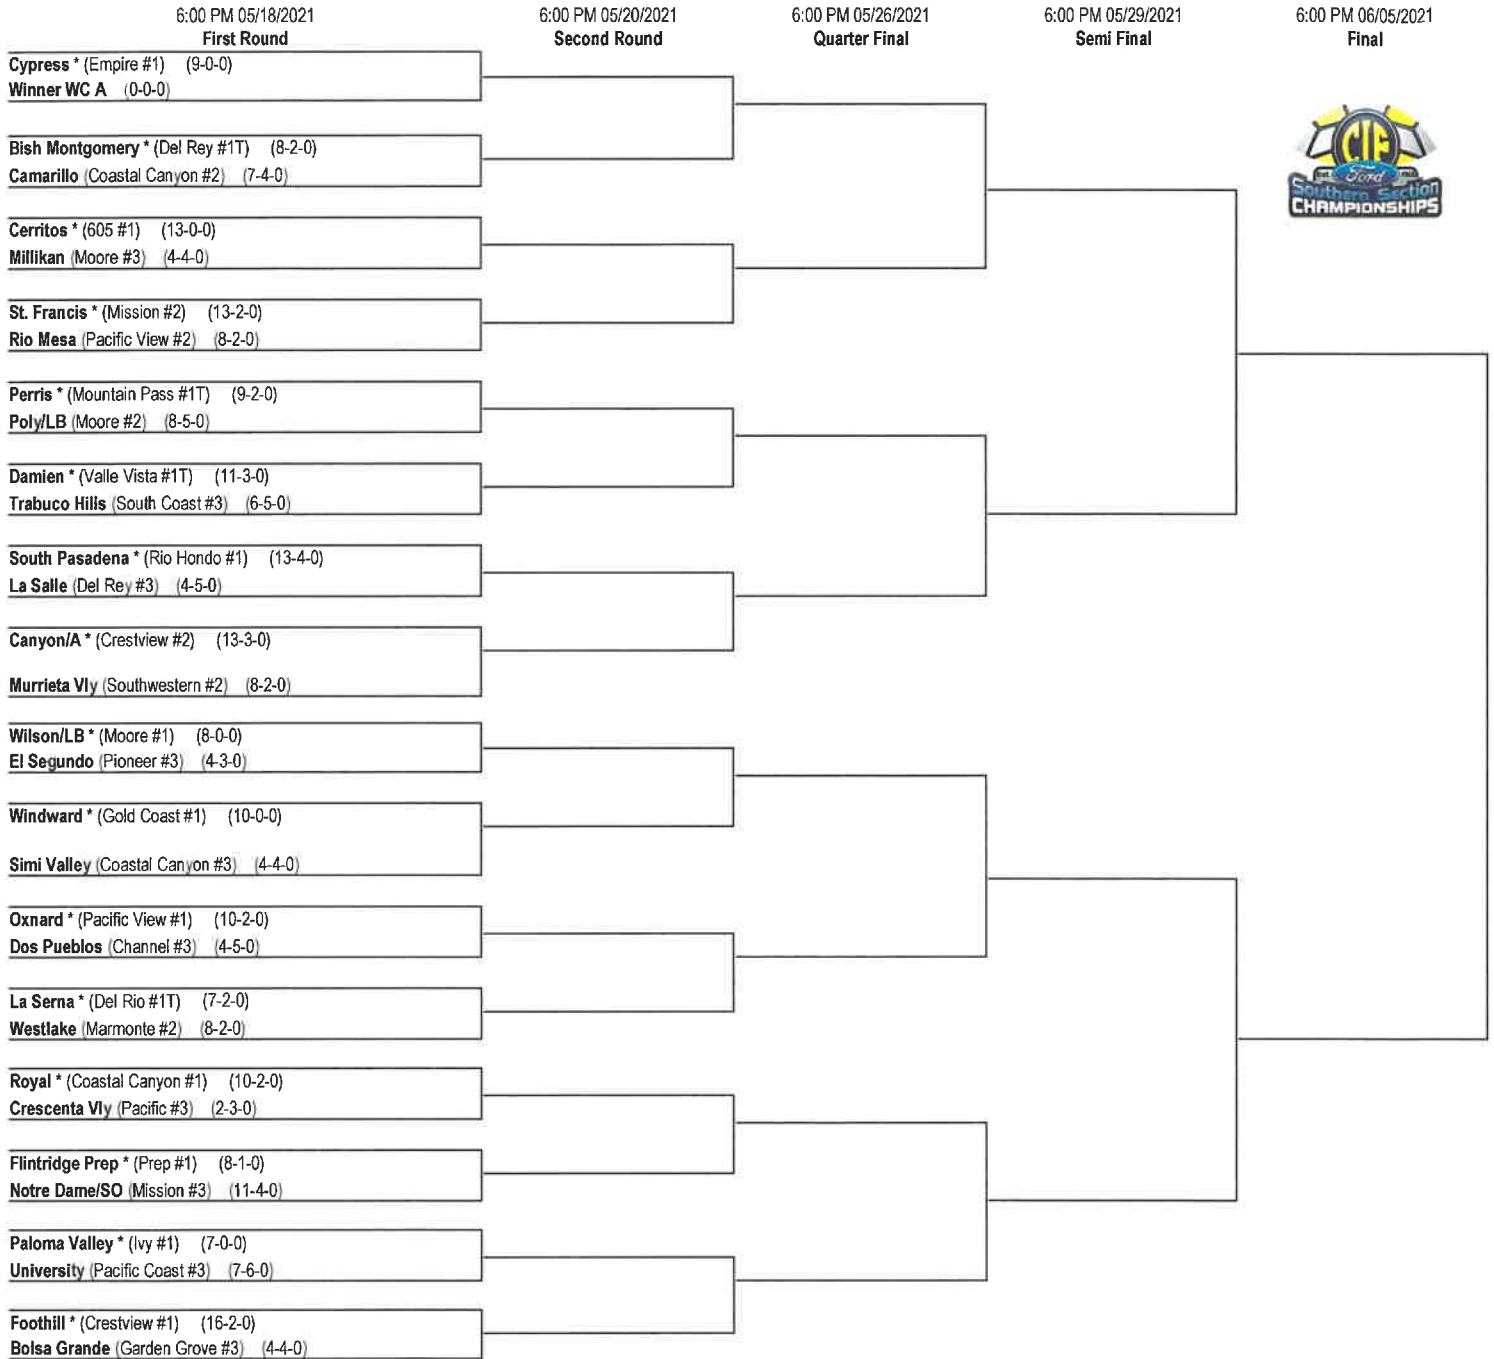 6:00 PM 05/18/2021 6:00 PM 05/20/2021 6:00 PM 05/26/2021 6:00 PM 05/29/2021 6:00 PM 06/05/2021
First Round Second Round Quarter Final Semi Final Final
Cypress * (Empire #1) (9-0-0)
Winner WC A (0-0-0)
Bish Montgomery * (Del Rey #1T) (8-2-0)
Camarillo (Coastal Canyon #2) (7-4-0)
Cerritos * (605 #1) (13-0-0)
Millikan (Moore #3) (4-4-0)
St. Francis * (Mission #2) (13-2-0)
Rio Mesa (Pacific View #2) (8-2-0)
Perris * (Mountain Pass #1T) (9-2-0)
Poly/LB (Moore #2) (8-5-0)
Damien * (Valle Vista #1T) (11-3-0)
Trabuco Hills (South Coast #3) (6-5-0)
South Pasadena * (Rio Hondo #1) (13-4-0)
La Salle (Del Rey #3) (4-5-0)
Canyon/A * (Crestview #2) (13-3-0)
Murrieta Vly (Southwestern #2) (8-2-0)
Wilson/LB * (Moore #1) (8-0-0)
El Segundo (Pioneer #3) (4-3-0)
Windward * (Gold Coast #1) (10-0-0)
Simi Valley (Coastal Canyon #3) (4-4-0)
Oxnard * (Pacific View #1) (10-2-0)
Dos Pueblos (Channel #3) (4-5-0)
La Serna * (Del Rio #1T) (7-2-0)
Westlake (Marmonte #2) (8-2-0)
Royal * (Coastal Canyon #1) (10-2-0)
Crescenta Vly (Pacific #3) (2-3-0)
Flintridge Prep * (Prep #1) (8-1-0)
Notre Dame/SO (Mission #3) (11-4-0)
Paloma Valley * (Ivy #1) (7-0-0)
University (Pacific Coast #3) (7-6-0)
Foothill * (Crestview #1) (16-2-0)
Bolsa Grande (Garden Grove #3) (4-4-0)
CIF
Ford
Southern Section
CHAMPIONSHIPS